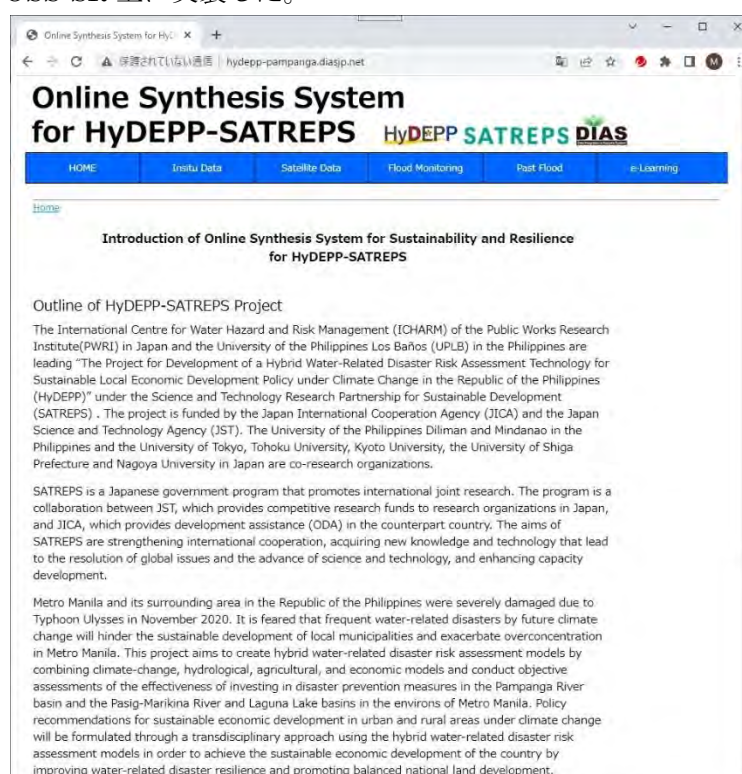 OSS-SR 上に実装した。
Online Synthesis System for Hy
保護されていない通信 | hydepp-pampanga.diasjp.net
M
Online Synthesis System
for HyDEPP-SATREPS HyDEPP SATREPS DIAS
HOME Insitu Data Satellite Data Flood Monitoring Past Flood e-Learning
Home
Introduction of Online Synthesis System for Sustainability and Resilience
for HyDEPP-SATREPS
Outline of HyDEPP-SATREPS Project
The International Centre for Water Hazard and Risk Management (ICHARM) of the Public Works Research
Institute(PWRI) in Japan and the University of the Philippines Los Baños (UPLB) in the Philippines are
leading "The Project for Development of a Hybrid Water-Related Disaster Risk Assessment Technology for
Sustainable Local Economic Development Policy under Climate Change in the Republic of the Philippines
(HyDEPP)" under the Science and Technology Research Partnership for Sustainable Development
(SATREPS) . The project is funded by the Japan International Cooperation Agency (JICA) and the Japan
Science and Technology Agency (JST). The University of the Philippines Diliman and Mindanao in the
Philippines and the University of Tokyo, Tohoku University, Kyoto University, the University of Shiga
Prefecture and Nagoya University in Japan are co-research organizations.
SATREPS is a Japanese government program that promotes international joint research. The program is a
collaboration between JST, which provides competitive research funds to research organizations in Japan,
and JICA, which provides development assistance (ODA) in the counterpart country. The aims of
SATREPS are strengthening international cooperation, acquiring new knowledge and technology that lead
to the resolution of global issues and the advance of science and technology, and enhancing capacity
development.
Metro Manila and its surrounding area in the Republic of the Philippines were severely damaged due to
Typhoon Ulysses in November 2020. It is feared that frequent water-related disasters by future climate
change will hinder the sustainable development of local municipalities and exacerbate overconcentration
in Metro Manila. This project aims to create hybrid water-related disaster risk assessment models by
combining climate-change, hydrological, agricultural, and economic models and conduct objective
assessments of the effectiveness of investing in disaster prevention measures in the Pampanga River
basin and the Pasig-Marikina River and Laguna Lake basins in the environs of Metro Manila. Policy
recommendations for sustainable economic development in urban and rural areas under climate change
will be formulated through a transdisciplinary approach using the hybrid water-related disaster risk
assessment models in order to achieve the sustainable economic development of the country by
improving water-related disaster resilience and promoting balanced national land development.